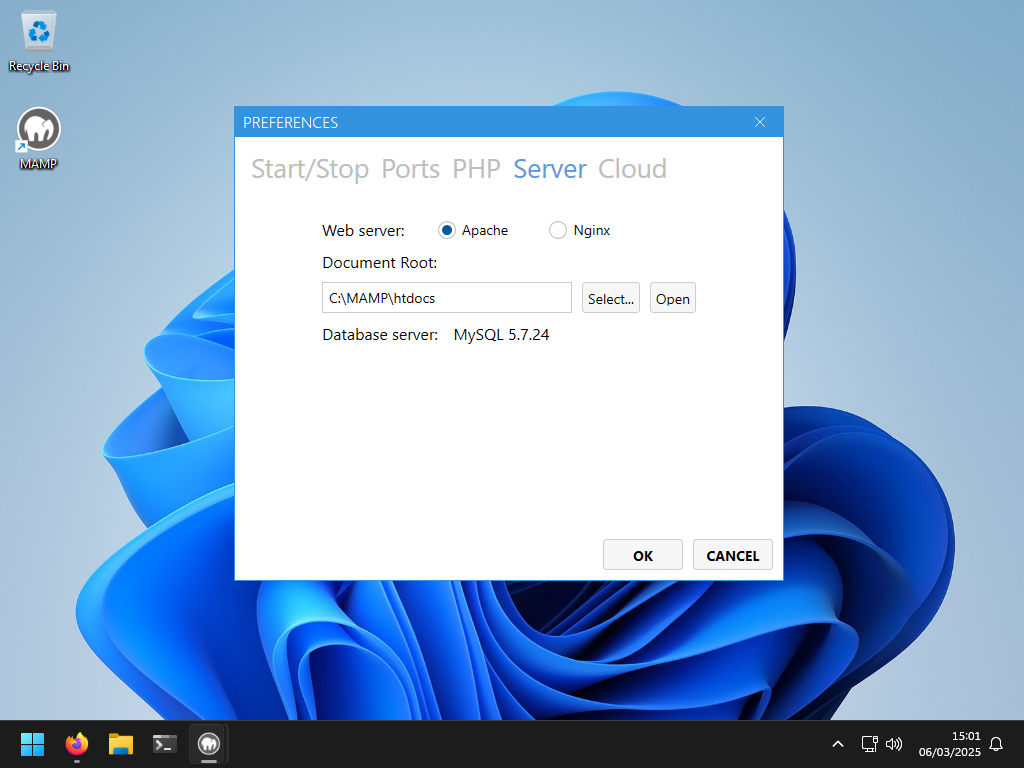 Recycle Bin
MAMP
PREFERENCES
Start/Stop Ports PHP Server Cloud
Web server: Apache Nginx
Document Root:
C:\MAMP\htdocs Select... Open
Database server: MySQL 5.7.24
OK CANCEL
15:01
06/03/2025